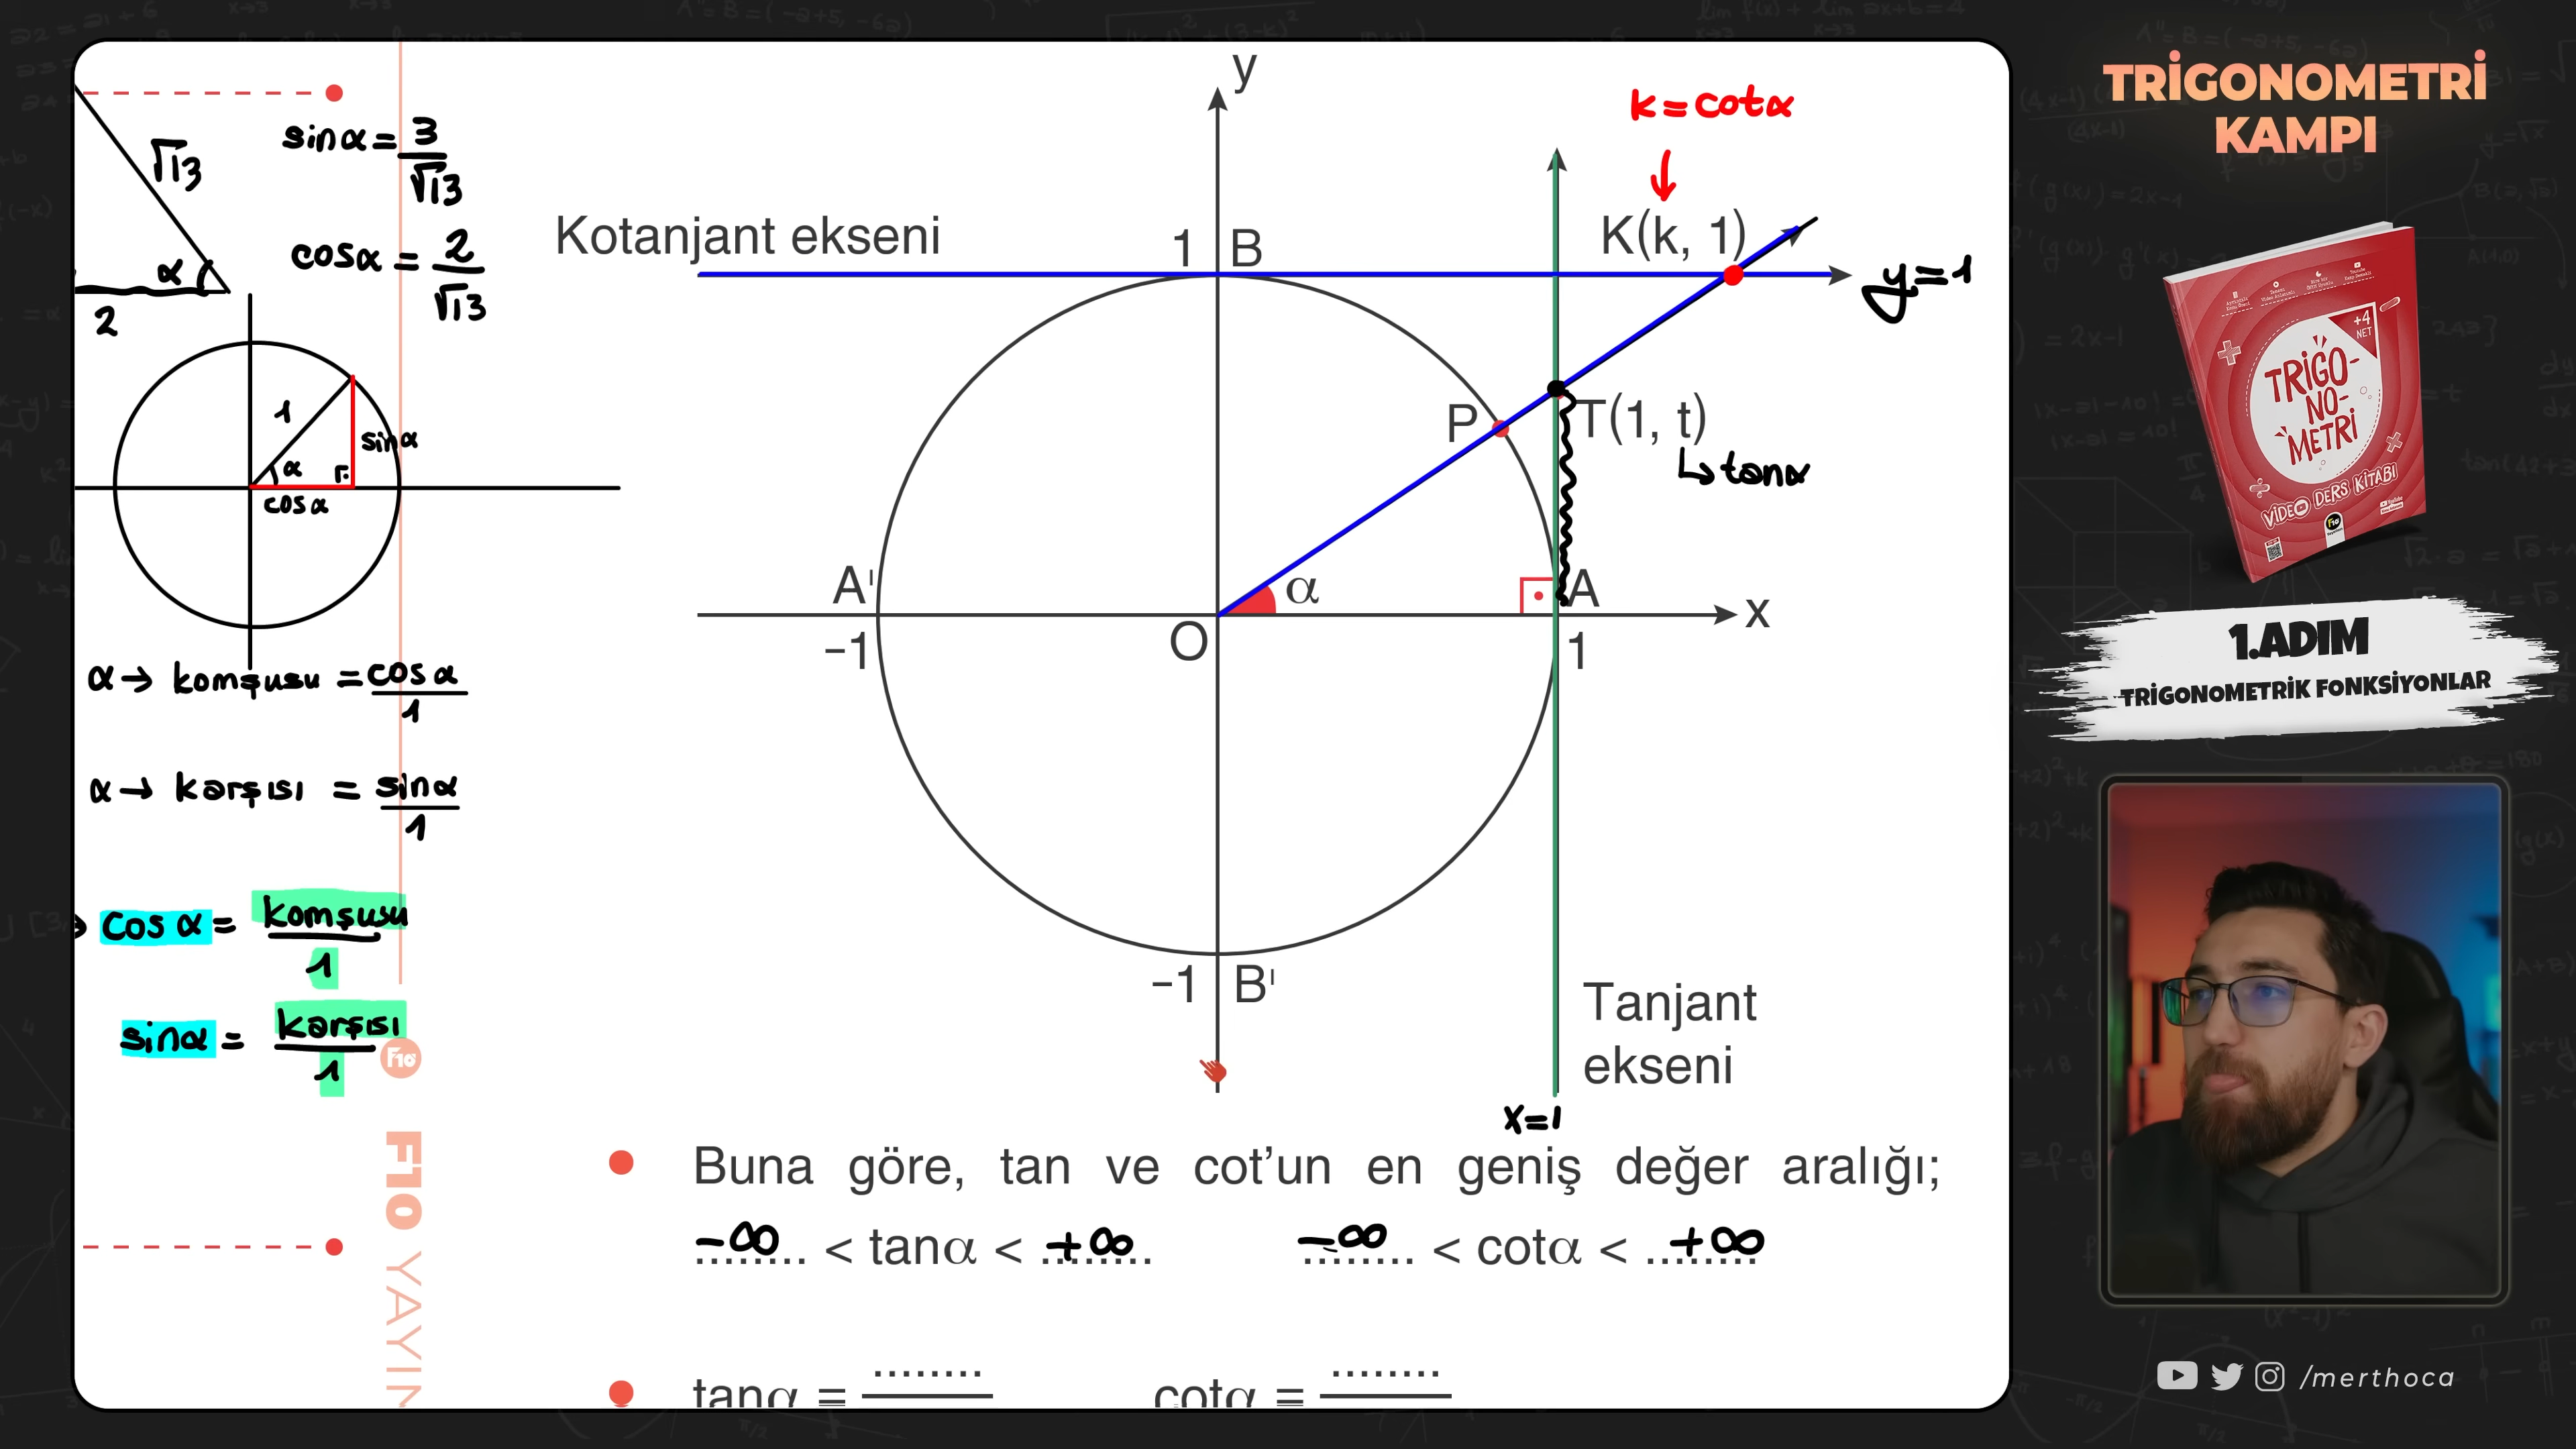 sinα = 3/√13
cosα = 2/√13
√13
α
2
1
sinα
α
cosα
α → komşusu = cosα/1
α → karşısı = sinα/1
cosα = komşusu/1
sinα = karşısı/1
F10
F10 YAYIN
y
k=cotα
Kotanjant ekseni
1 B
K(k, 1)
y=1
P
T(1, t)
↳tanα
A'
α
A
x
−1
O
1
−1 B'
Tanjant
ekseni
x=1
• Buna göre, tan ve cot'un en geniş değer aralığı;
−∞ ........ < tanα < +∞ ........ −∞ ........ < cotα < +∞ ........
• tanα = ........ cotα = ........
TRİGONOMETRİ
KAMPI
+4
NET
TRİGO-
NO-
METRİ
VİDEO DERS KİTABI
1.ADIM
TRİGONOMETRİK FONKSİYONLAR
/merthoca